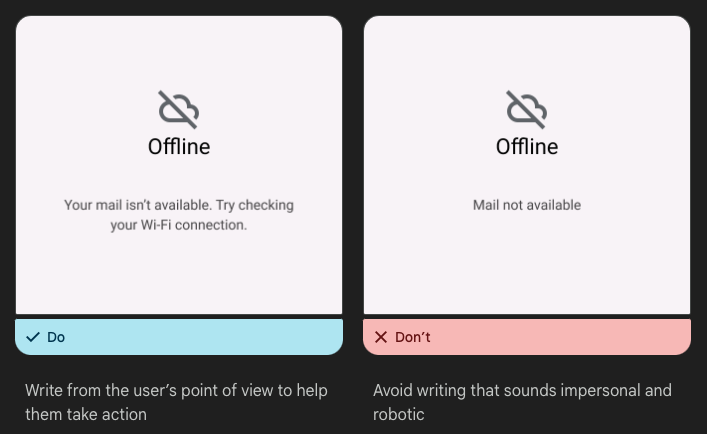 Offline
Your mail isn’t available. Try checking
your Wi-Fi connection.
Do
Write from the user’s point of view to help
them take action
Offline
Mail not available
Don’t
Avoid writing that sounds impersonal and
robotic